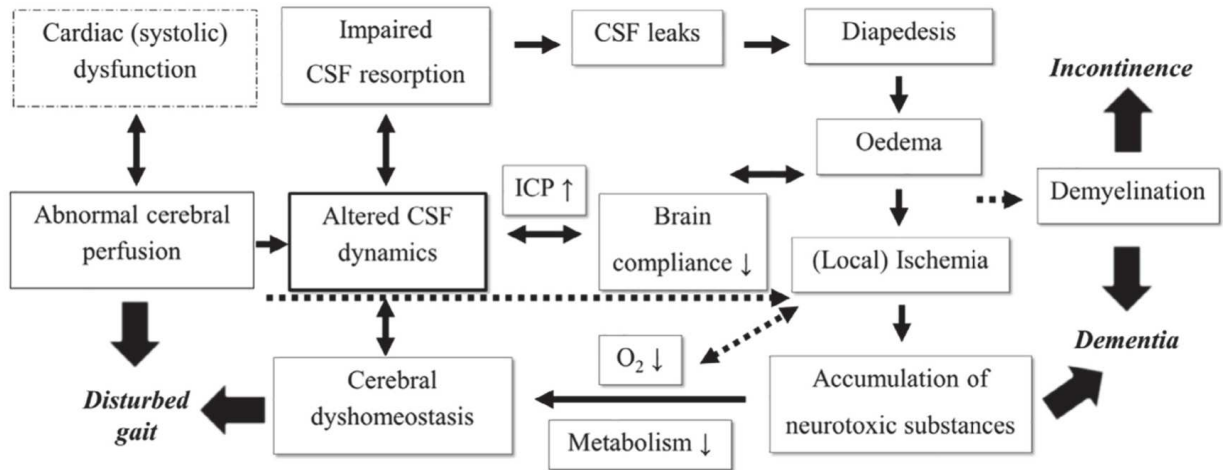 Cardiac (systolic)
dysfunction
Impaired
CSF resorption
CSF leaks
Diapedesis
Incontinence
Oedema
Abnormal cerebral
perfusion
Altered CSF
dynamics
ICP ↑
Brain
compliance ↓
Demyelination
(Local) Ischemia
Disturbed
gait
Cerebral
dyshomeostasis
O₂ ↓
Metabolism ↓
Accumulation of
neurotoxic substances
Dementia